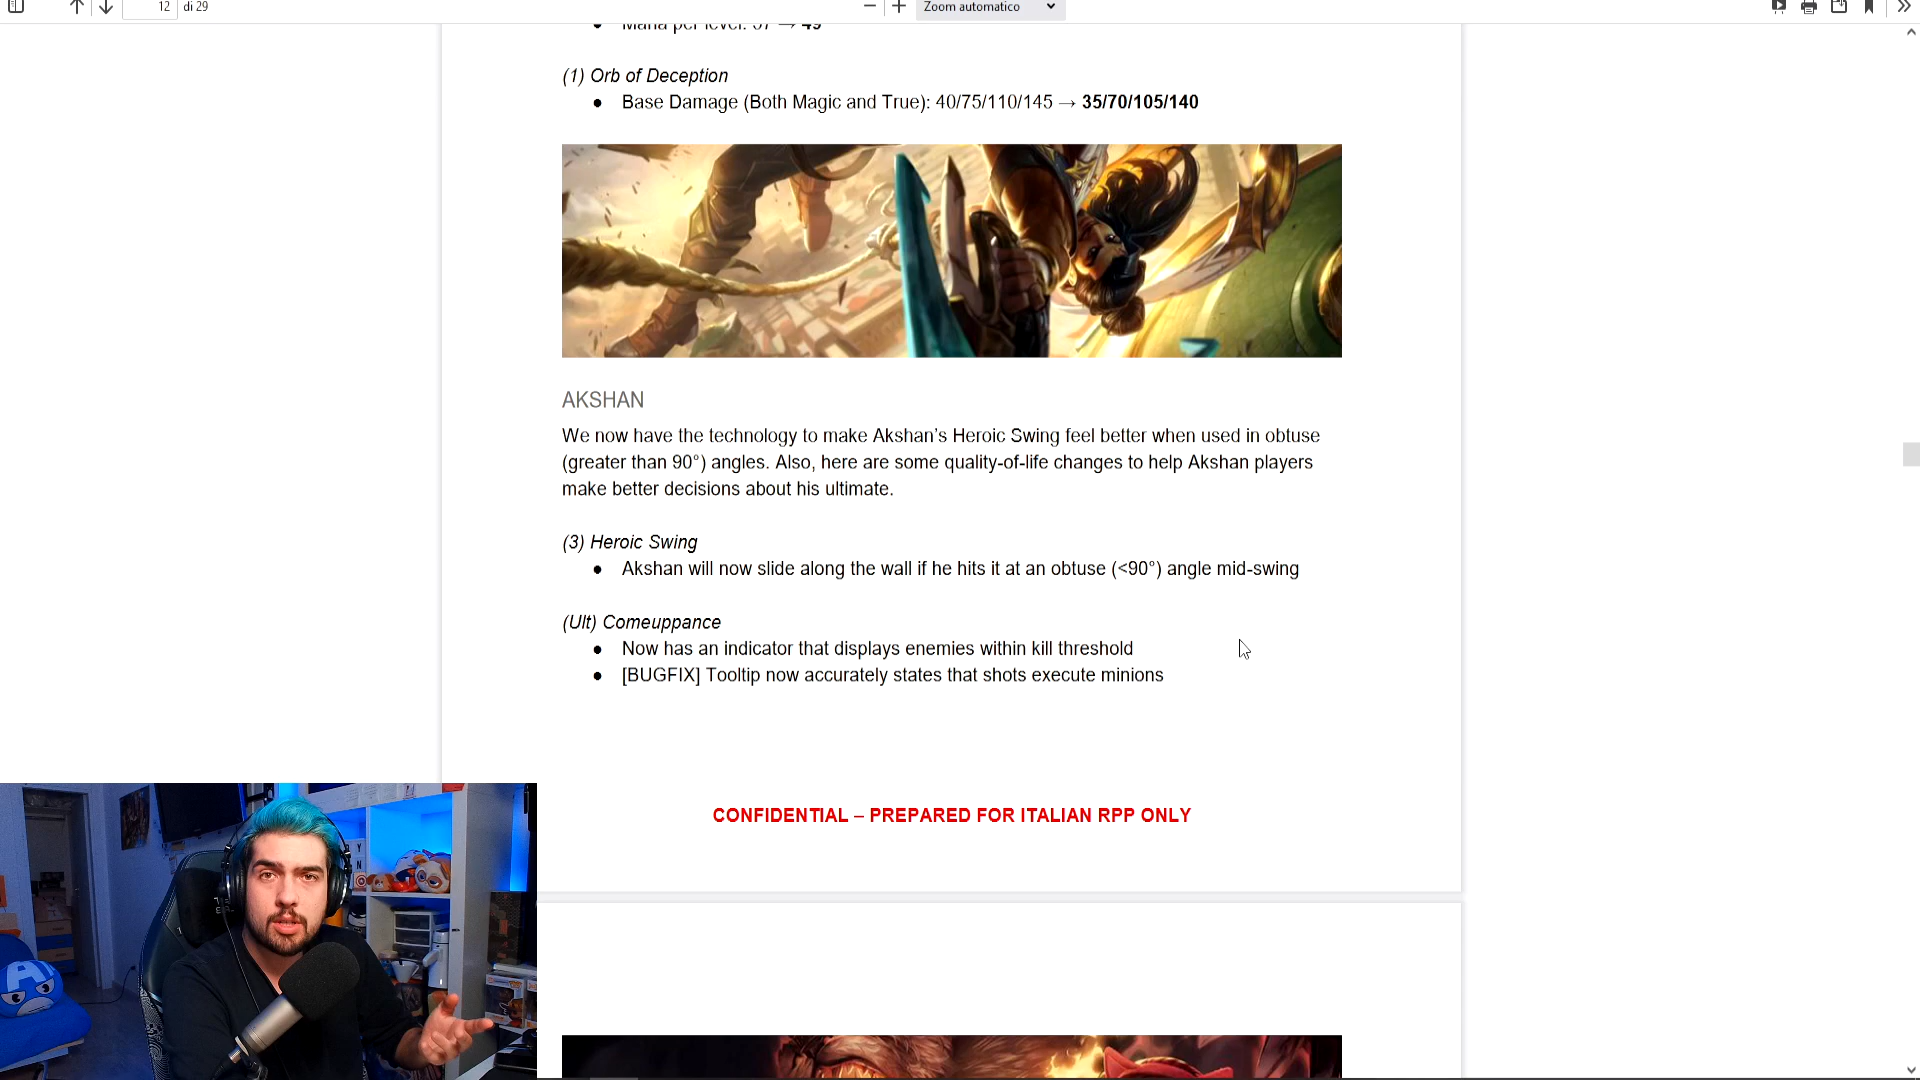 12 di 29
Zoom automatico
Mana per level: 57 → 49
(1) Orb of Deception
● Base Damage (Both Magic and True): 40/75/110/145 → 35/70/105/140
AKSHAN
We now have the technology to make Akshan’s Heroic Swing feel better when used in obtuse
(greater than 90°) angles. Also, here are some quality-of-life changes to help Akshan players
make better decisions about his ultimate.
(3) Heroic Swing
● Akshan will now slide along the wall if he hits it at an obtuse (<90°) angle mid-swing
(Ult) Comeuppance
● Now has an indicator that displays enemies within kill threshold
● [BUGFIX] Tooltip now accurately states that shots execute minions
CONFIDENTIAL – PREPARED FOR ITALIAN RPP ONLY